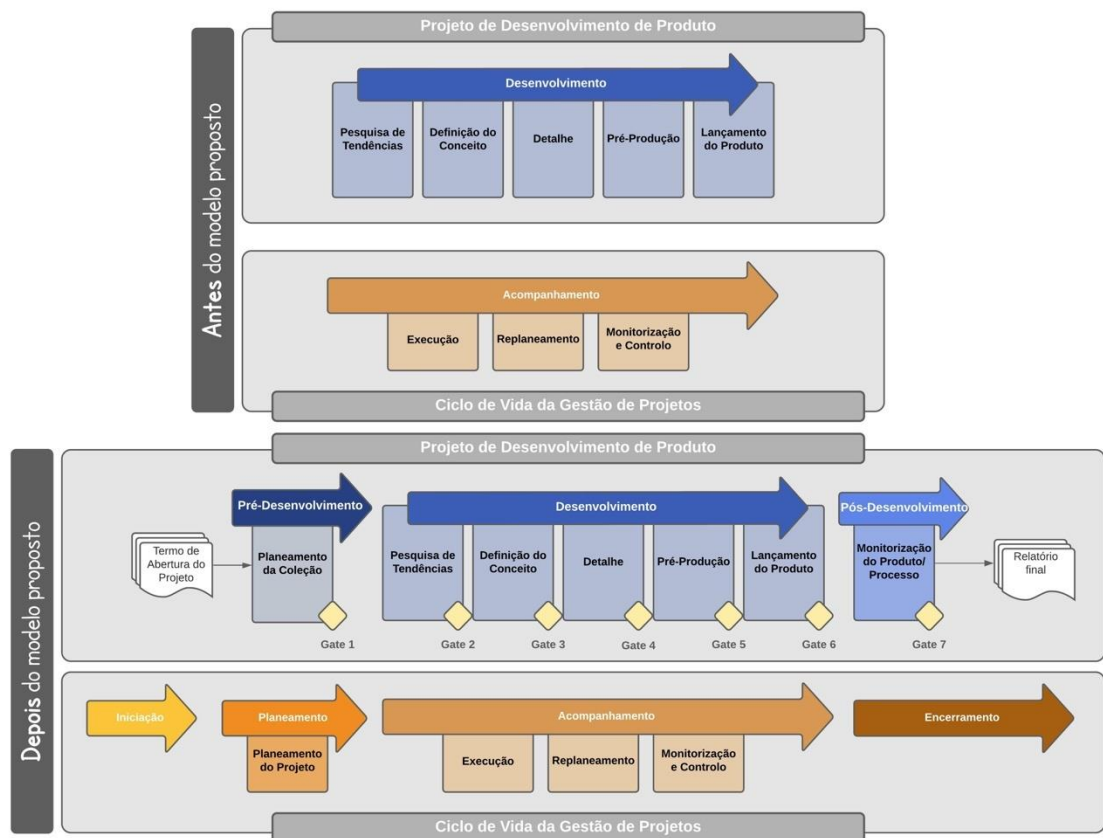 Projeto de Desenvolvimento de Produto
Antes do modelo proposto
Desenvolvimento
Pesquisa de
Tendências
Definição do
Conceito
Detalhe
Pré-Produção
Lançamento
do Produto
Acompanhamento
Execução
Replaneamento
Monitorização
e Controlo
Ciclo de Vida da Gestão de Projetos
Projeto de Desenvolvimento de Produto
Depois do modelo proposto
Pré-Desenvolvimento
Desenvolvimento
Pós-Desenvolvimento
Termo de
Abertura do
Projeto
Planeamento
da Coleção
Pesquisa de
Tendências
Definição do
Conceito
Detalhe
Pré-Produção
Lançamento
do Produto
Monitorização
do Produto/
Processo
Relatório
final
Gate 1
Gate 2
Gate 3
Gate 4
Gate 5
Gate 6
Gate 7
Iniciação
Planeamento
Acompanhamento
Encerramento
Planeamento
do Projeto
Execução
Replaneamento
Monitorização
e Controlo
Ciclo de Vida da Gestão de Projetos